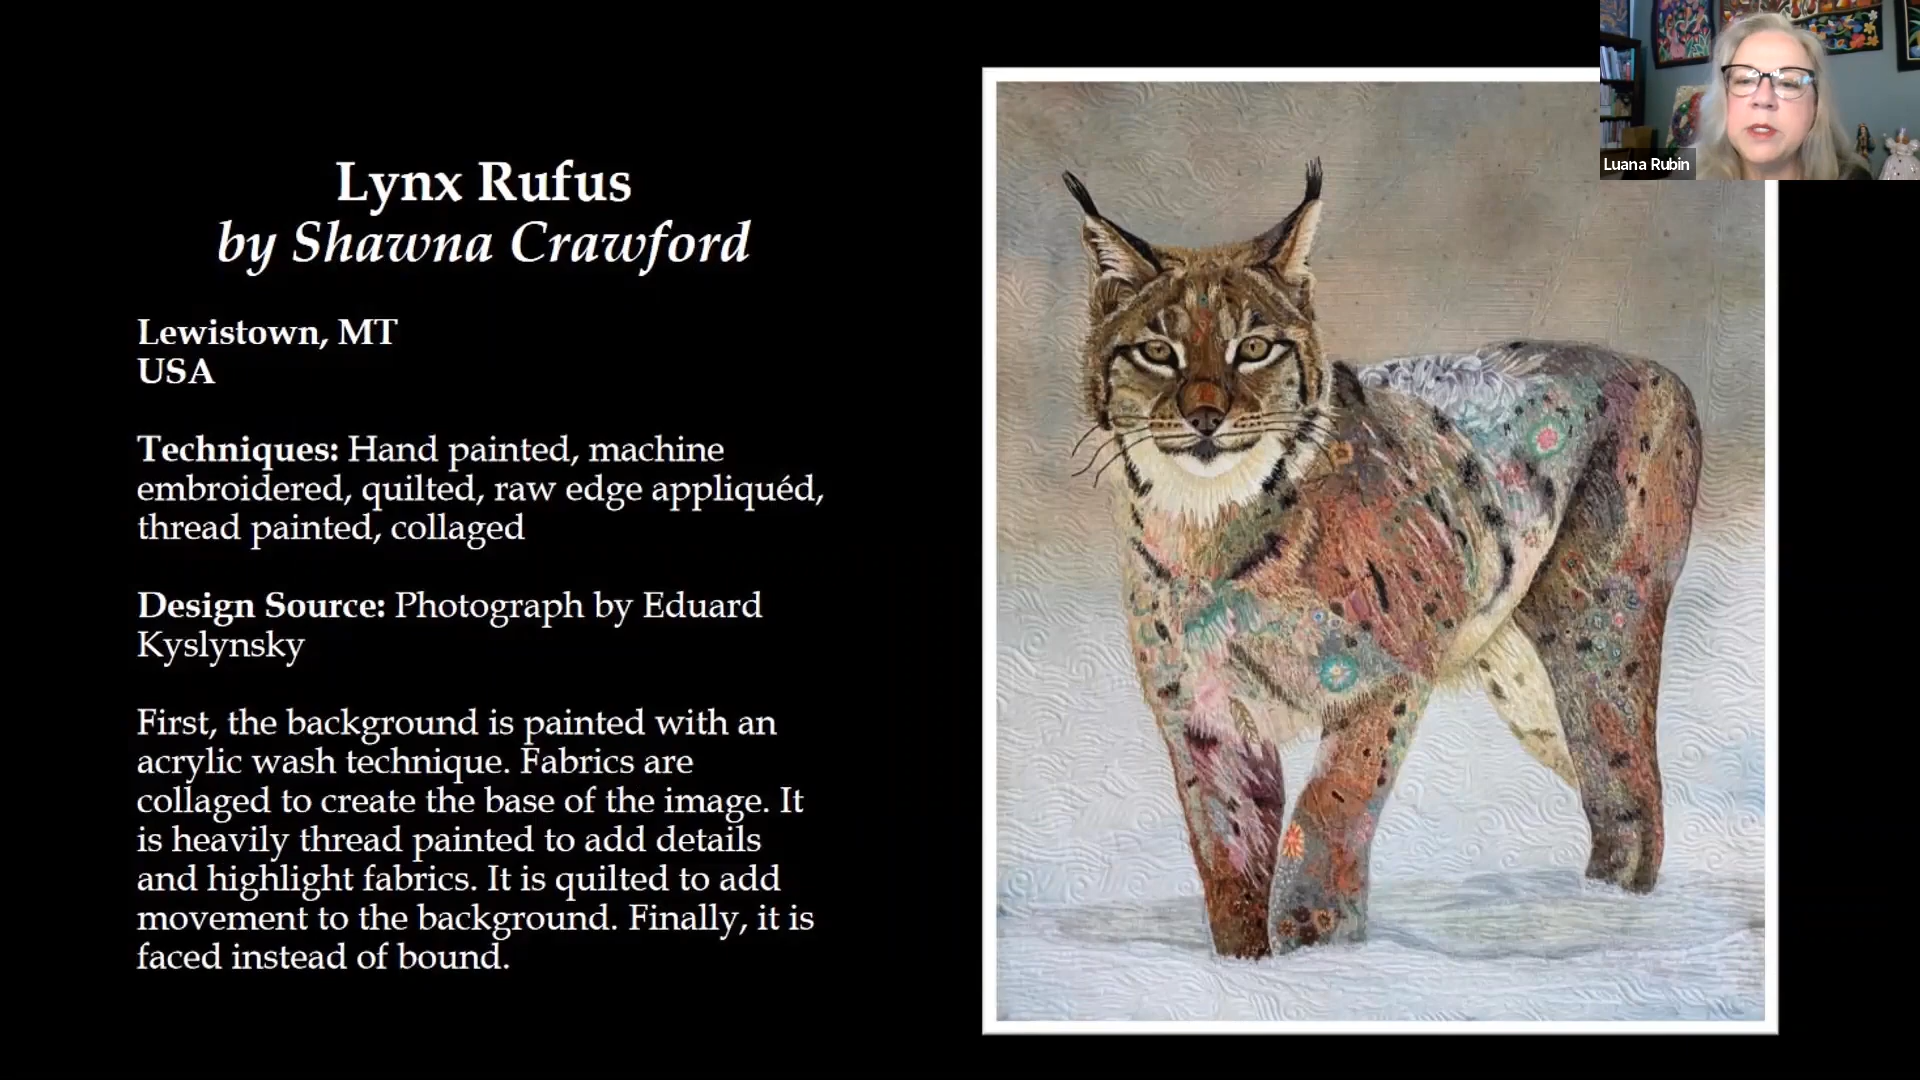 Lynx Rufus
by Shawna Crawford
Lewistown, MT
USA
Techniques: Hand painted, machine
embroidered, quilted, raw edge appliquéd,
thread painted, collaged
Design Source: Photograph by Eduard
Kyslynsky
First, the background is painted with an
acrylic wash technique. Fabrics are
collaged to create the base of the image. It
is heavily thread painted to add details
and highlight fabrics. It is quilted to add
movement to the background. Finally, it is
faced instead of bound.
Luana Rubin